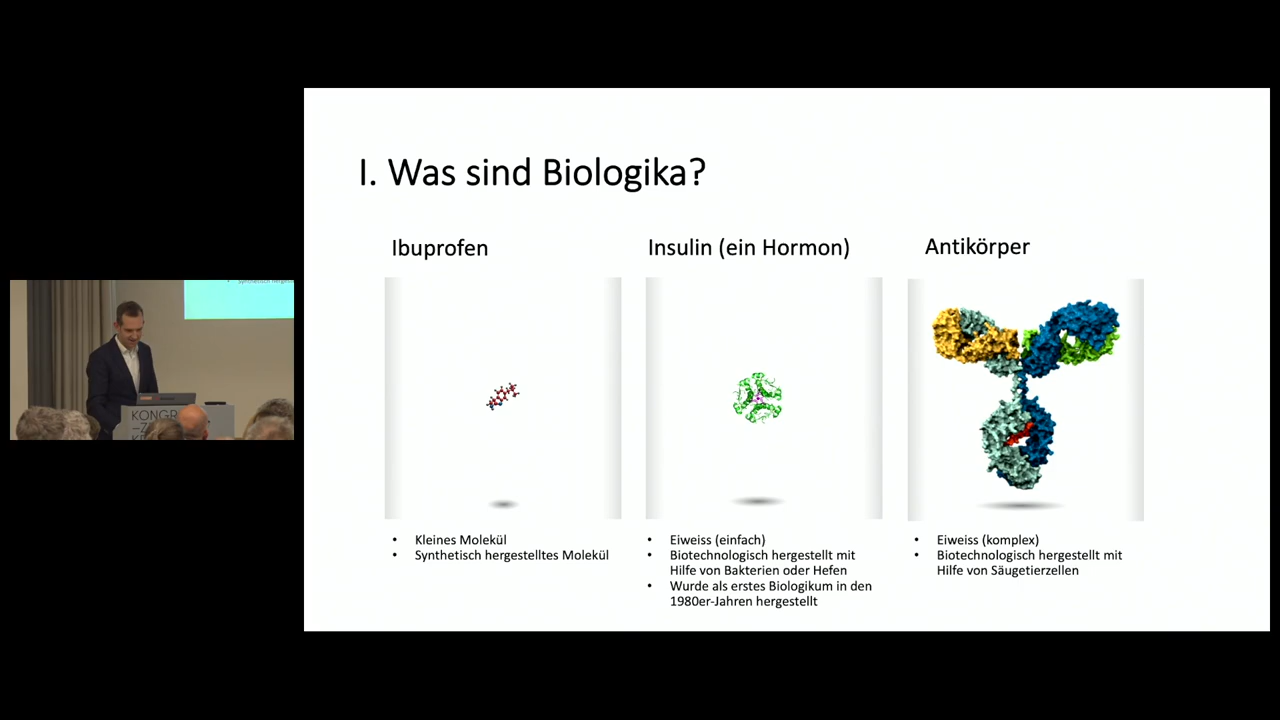 I. Was sind Biologika?
Ibuprofen
Insulin (ein Hormon)
Antikörper
• Kleines Molekül
• Synthetisch hergestelltes Molekül
• Eiweiss (einfach)
• Biotechnologisch hergestellt mit
Hilfe von Bakterien oder Hefen
• Wurde als erstes Biologikum in den
1980er-Jahren hergestellt
• Eiweiss (komplex)
• Biotechnologisch hergestellt mit
Hilfe von Säugetierzellen
KONGR